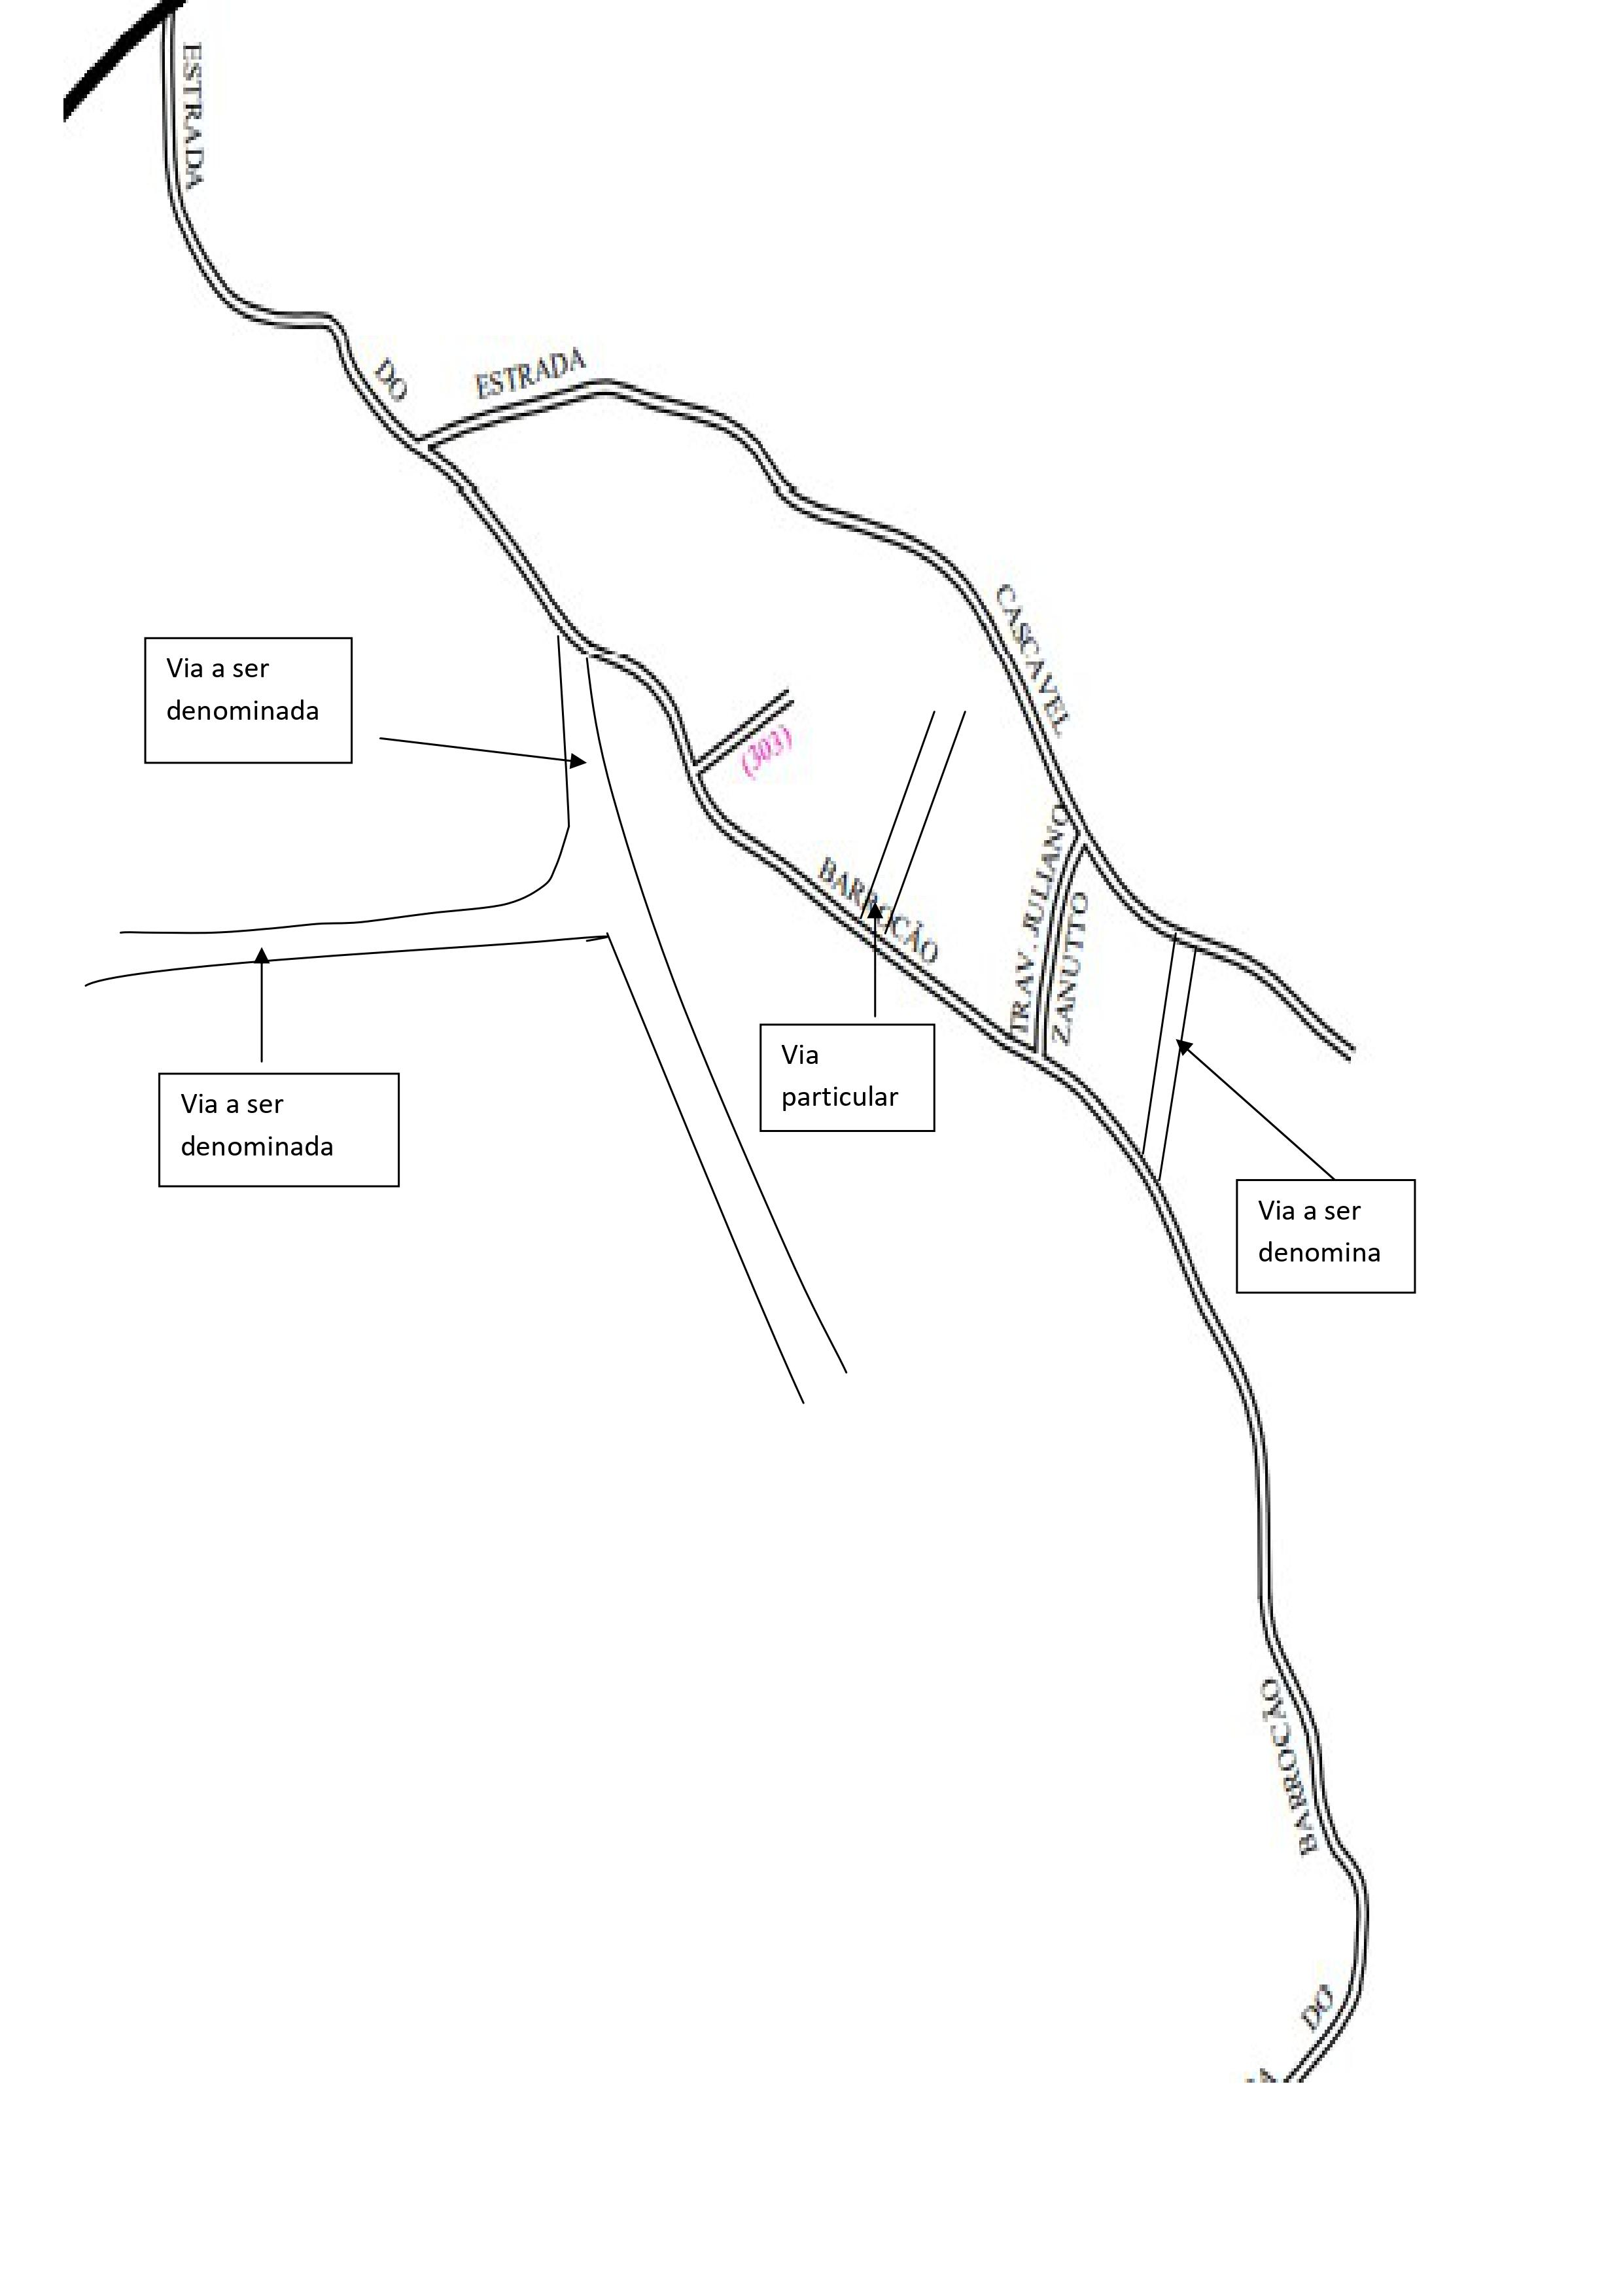 ESTRADA
DO
ESTRADA
CASCAVEL
Via a ser
denominada
(303)
BARROCÃO
TRAV. JULIANO
ZANUTTO
Via
particular
Via a ser
denominada
Via a ser
denomina
BARROCÃO
DO